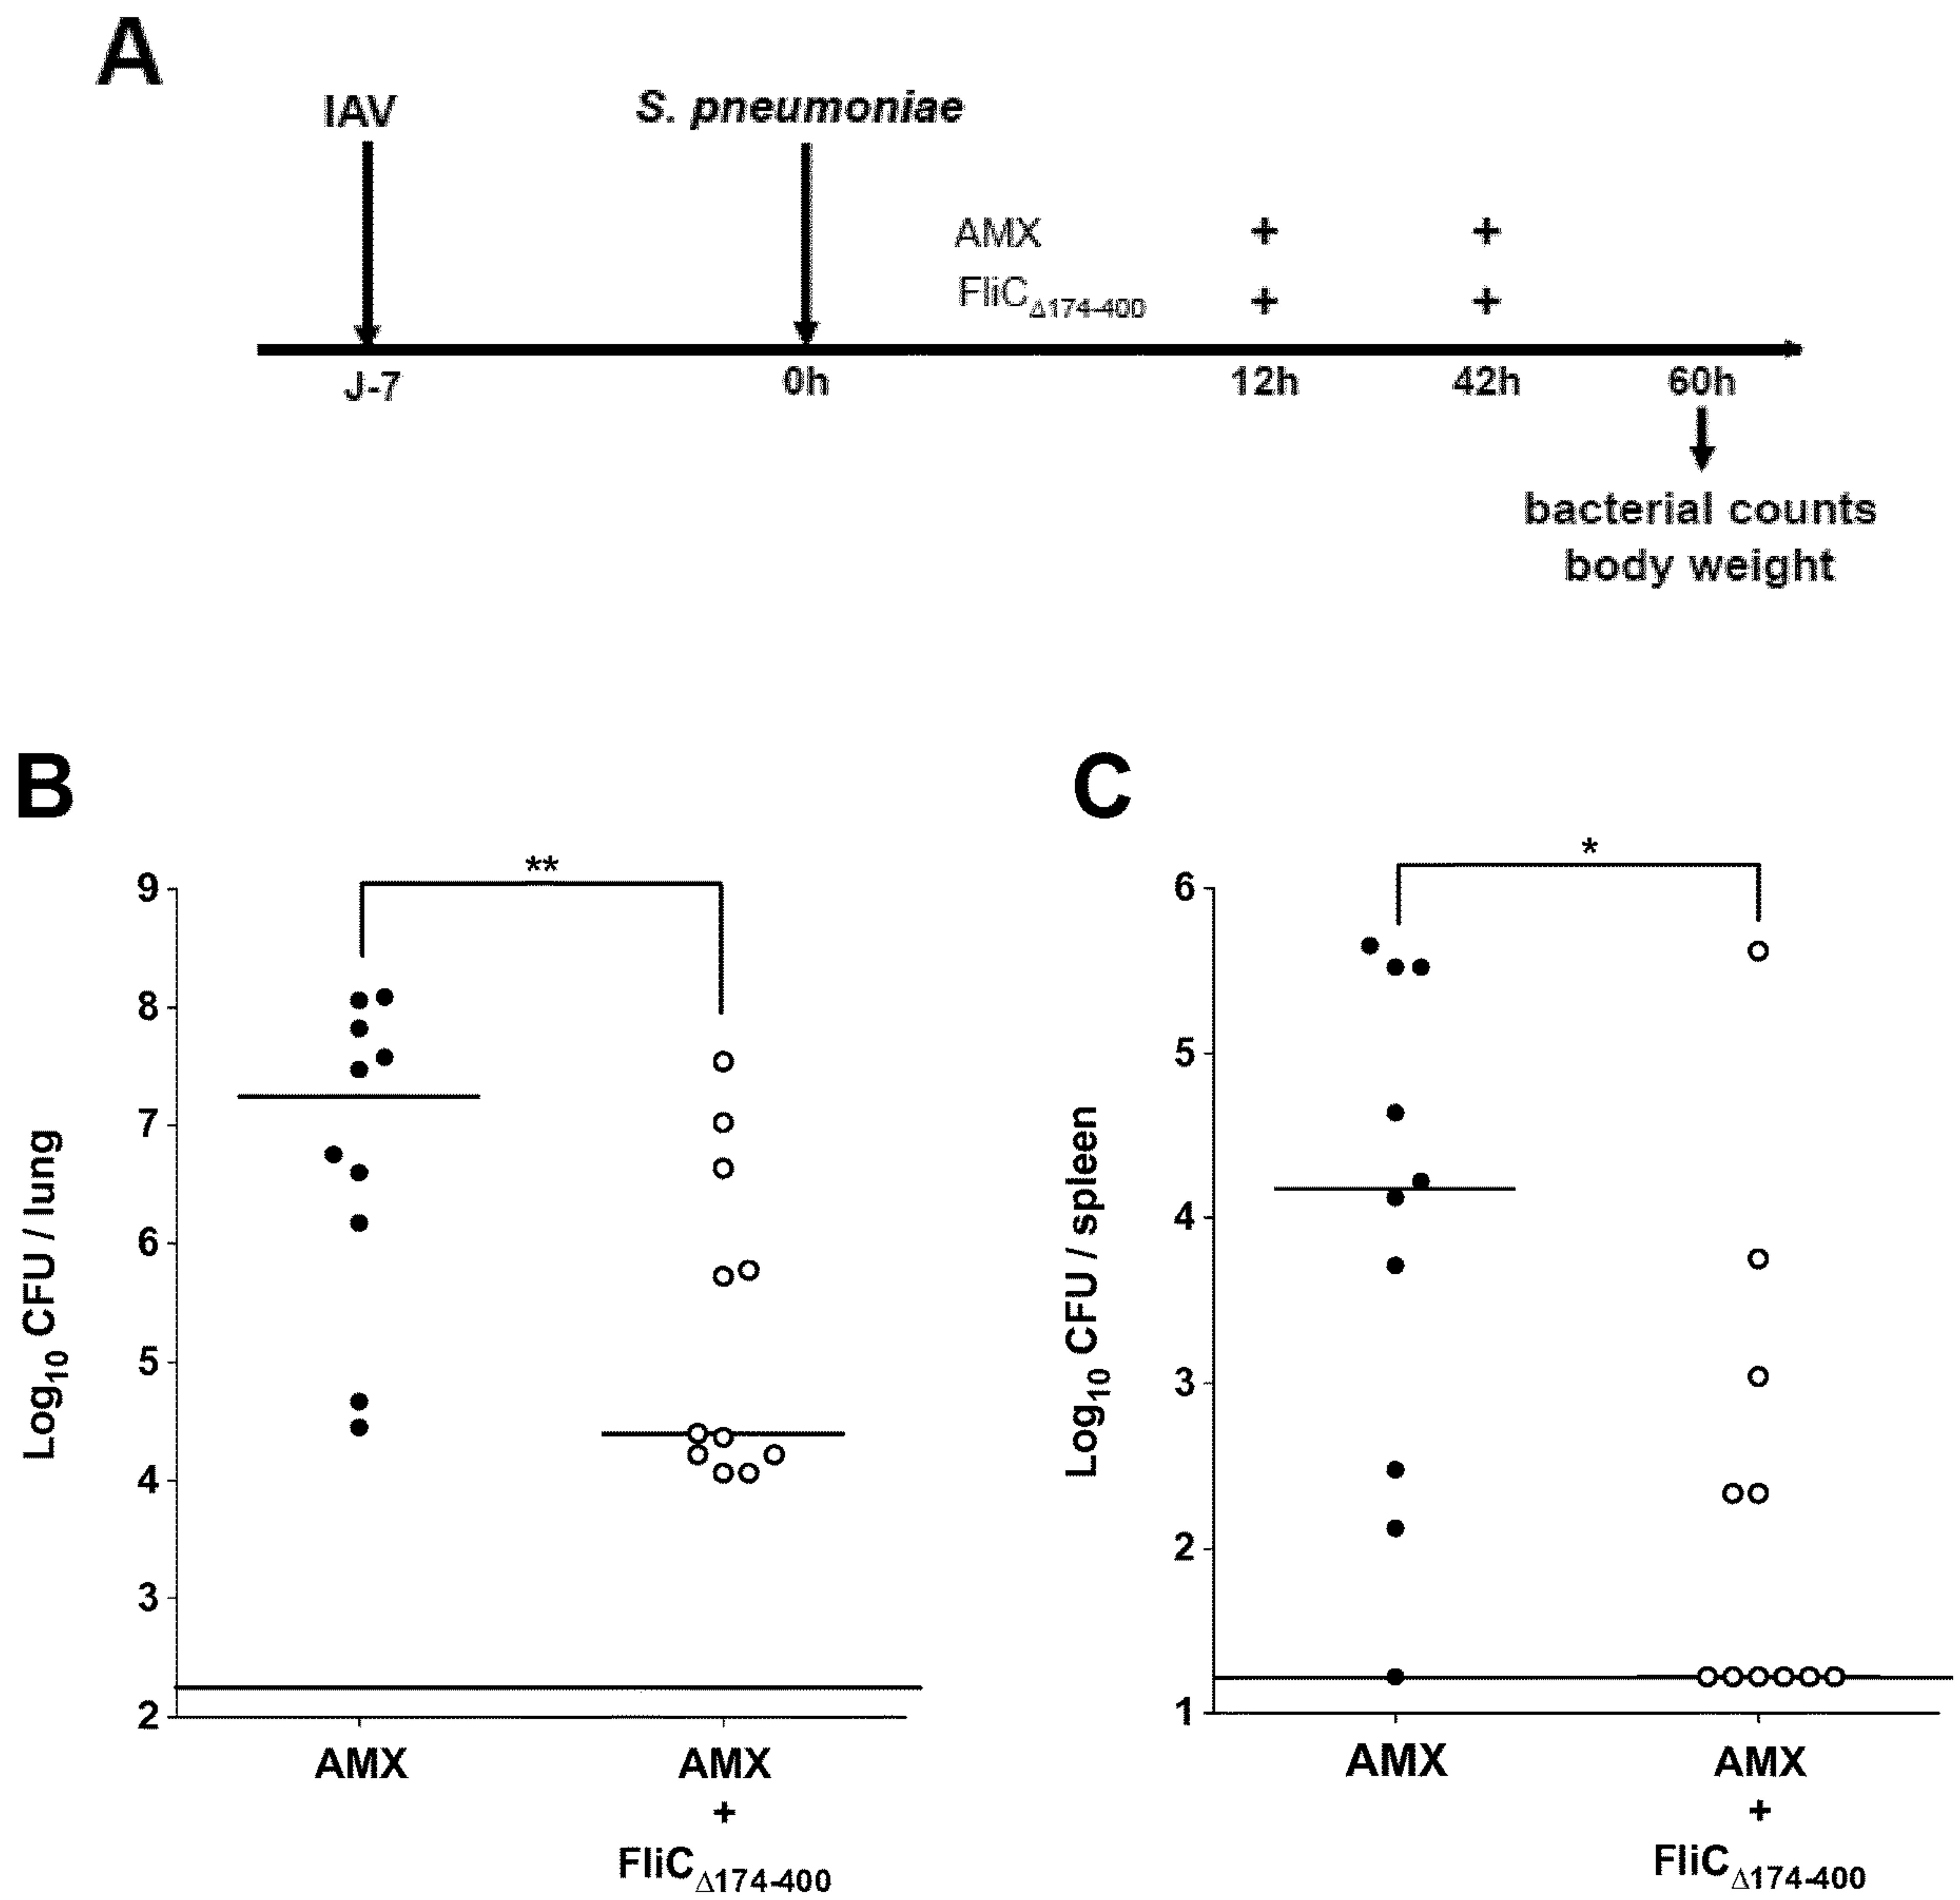 A
IAV
S. pneumoniae
AMX + +
FliCΔ174-400 + +
J-7 0h 12h 42h 60h
bacterial counts
body weight
B
**
9
8
7
6
5
4
3
2
Log10 CFU / lung
AMX
AMX
+
FliCΔ174-400
C
*
6
5
4
3
2
1
Log10 CFU / spleen
AMX
AMX
+
FliCΔ174-400